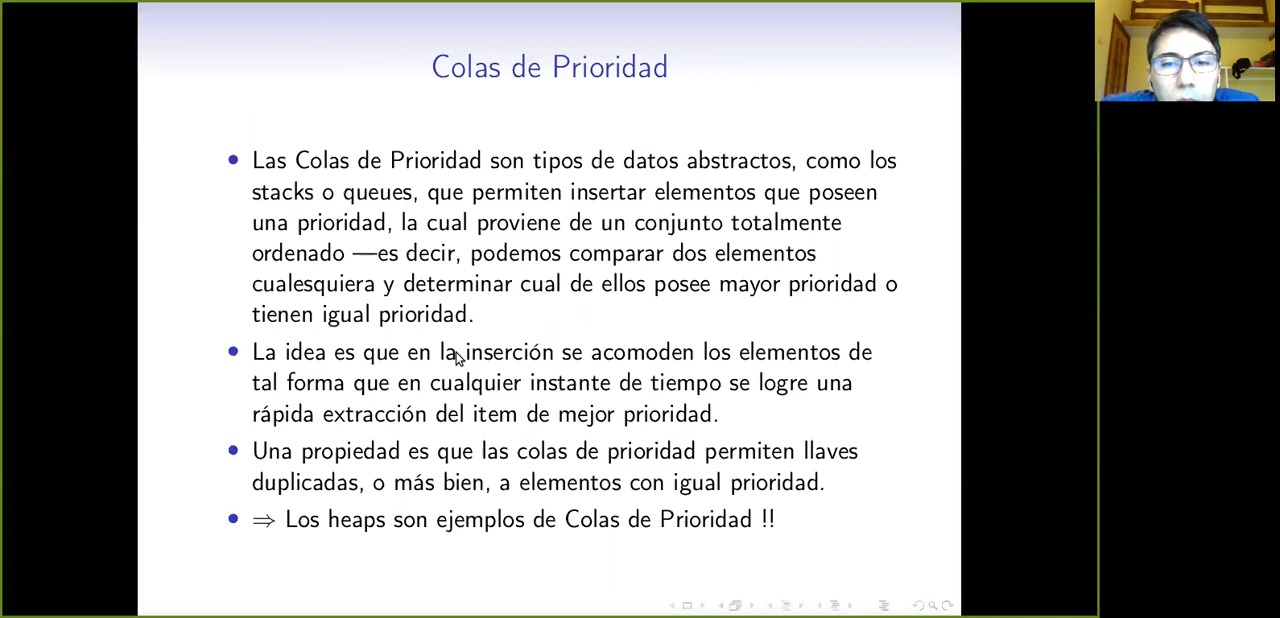 Colas de Prioridad
• Las Colas de Prioridad son tipos de datos abstractos, como los
stacks o queues, que permiten insertar elementos que poseen
una prioridad, la cual proviene de un conjunto totalmente
ordenado —es decir, podemos comparar dos elementos
cualesquiera y determinar cual de ellos posee mayor prioridad o
tienen igual prioridad.
• La idea es que en la inserción se acomoden los elementos de
tal forma que en cualquier instante de tiempo se logre una
rápida extracción del item de mejor prioridad.
• Una propiedad es que las colas de prioridad permiten llaves
duplicadas, o más bien, a elementos con igual prioridad.
• ⇒ Los heaps son ejemplos de Colas de Prioridad !!